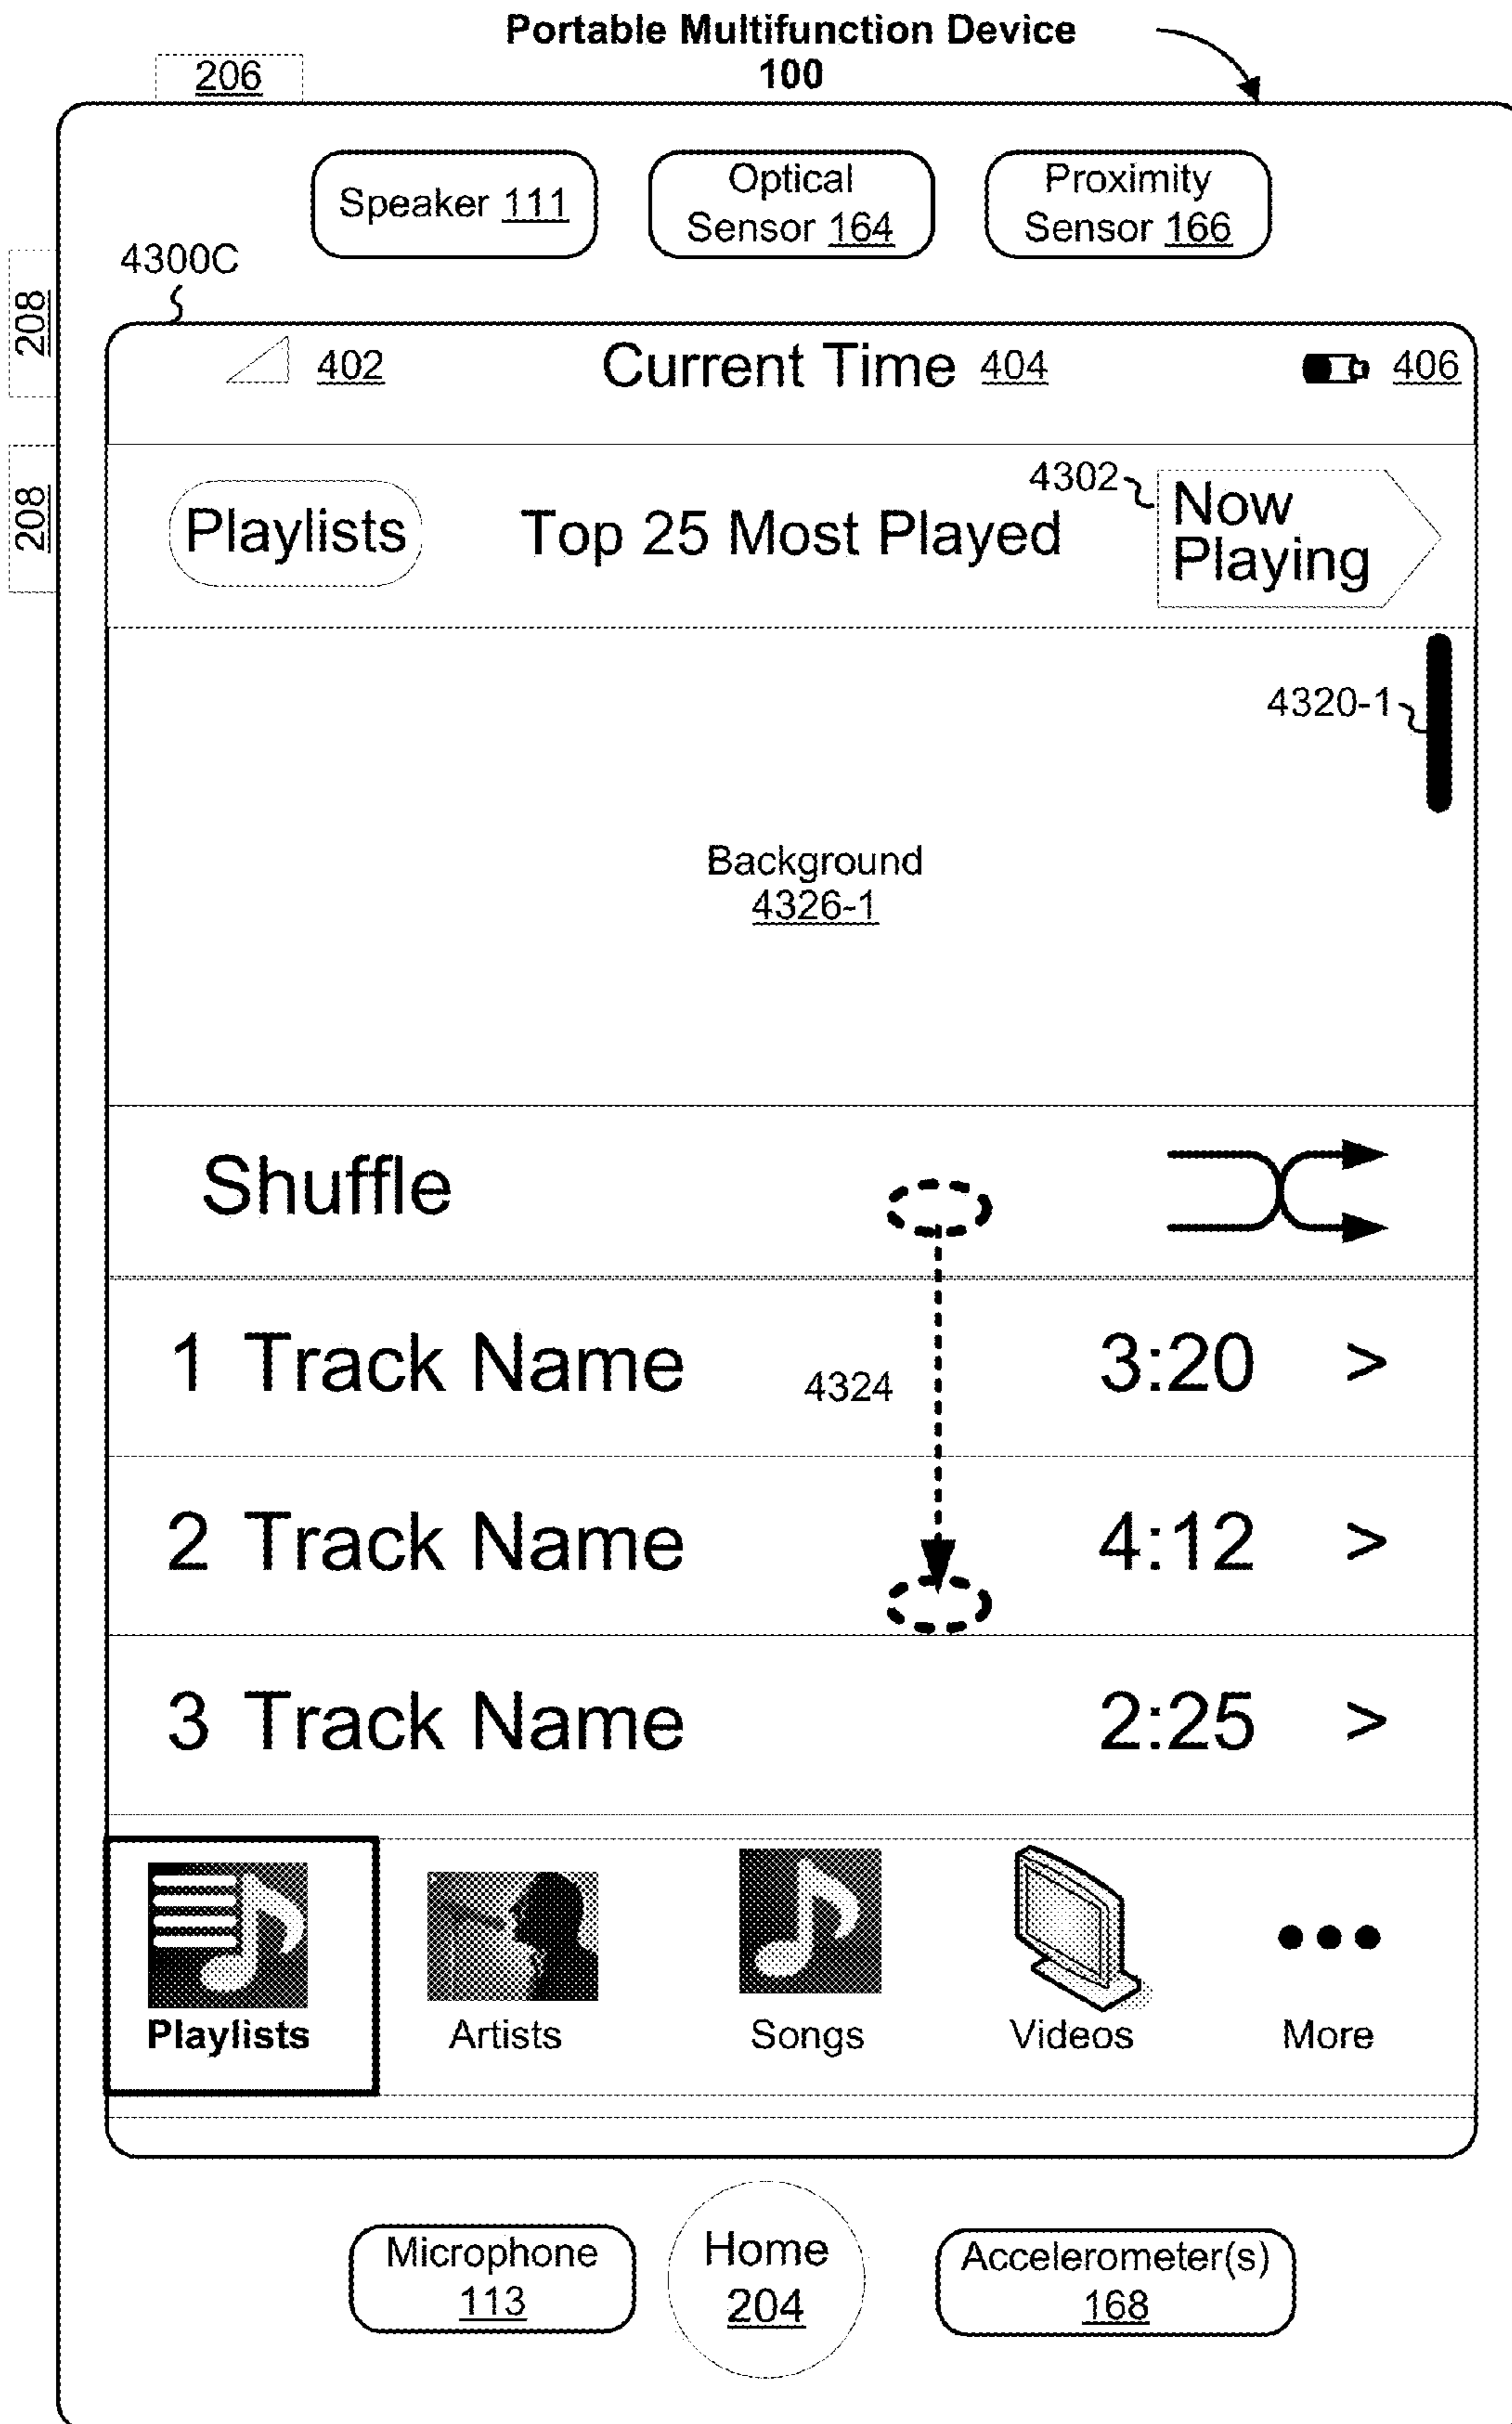 Portable Multifunction Device
100
206
Speaker 111
Optical
Sensor 164
Proximity
Sensor 166
4300C
208
402
Current Time 404
406
208
Playlists
Top 25 Most Played
4302
Now
Playing
4320-1
Background
4326-1
Shuffle
1 Track Name 3:20 >
4324
2 Track Name 4:12 >
3 Track Name 2:25 >
Playlists
Artists
Songs
Videos
More
Microphone
113
Home
204
Accelerometer(s)
168